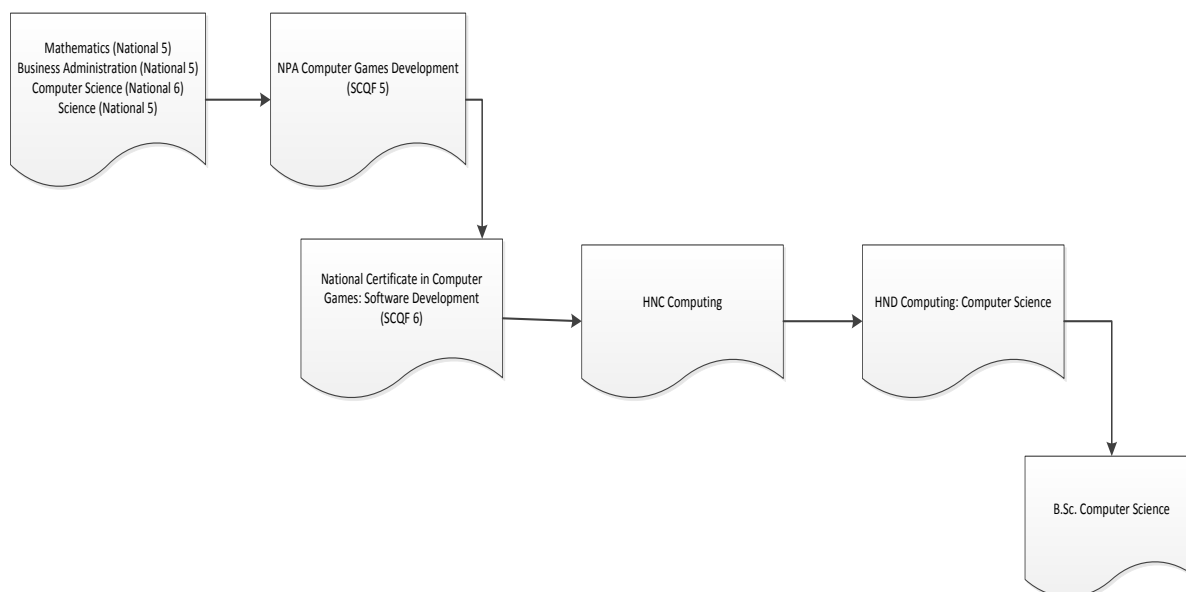 Mathematics (National 5)
Business Administration (National 5)
Computer Science (National 6)
Science (National 5)
NPA Computer Games Development
(SCQF 5)
National Certificate in Computer
Games: Software Development
(SCQF 6)
HNC Computing
HND Computing: Computer Science
B.Sc. Computer Science